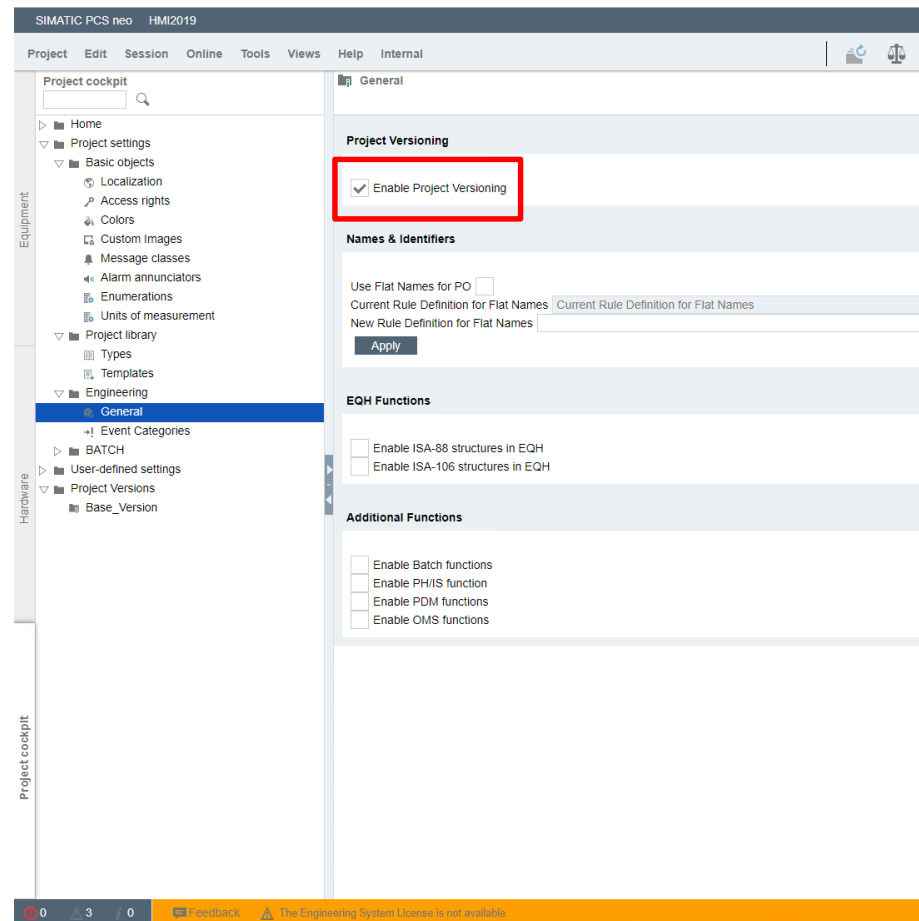 SIMATIC PCS neo HMI2019
Project Edit Session Online Tools Views Help Internal
Project cockpit
General
Home
Project settings
Basic objects
Localization
Access rights
Colors
Custom Images
Message classes
Alarm annunciators
Enumerations
Units of measurement
Project library
Types
Templates
Engineering
General
Event Categories
BATCH
User-defined settings
Project Versions
Base_Version
Equipment
Hardware
Project cockpit
Project Versioning
Enable Project Versioning
Names & Identifiers
Use Flat Names for PO
Current Rule Definition for Flat Names Current Rule Definition for Flat Names
New Rule Definition for Flat Names
Apply
EQH Functions
Enable ISA-88 structures in EQH
Enable ISA-106 structures in EQH
Additional Functions
Enable Batch functions
Enable PH/IS function
Enable PDM functions
Enable OMS functions
0 3 0 Feedback The Engineering System License is not available.